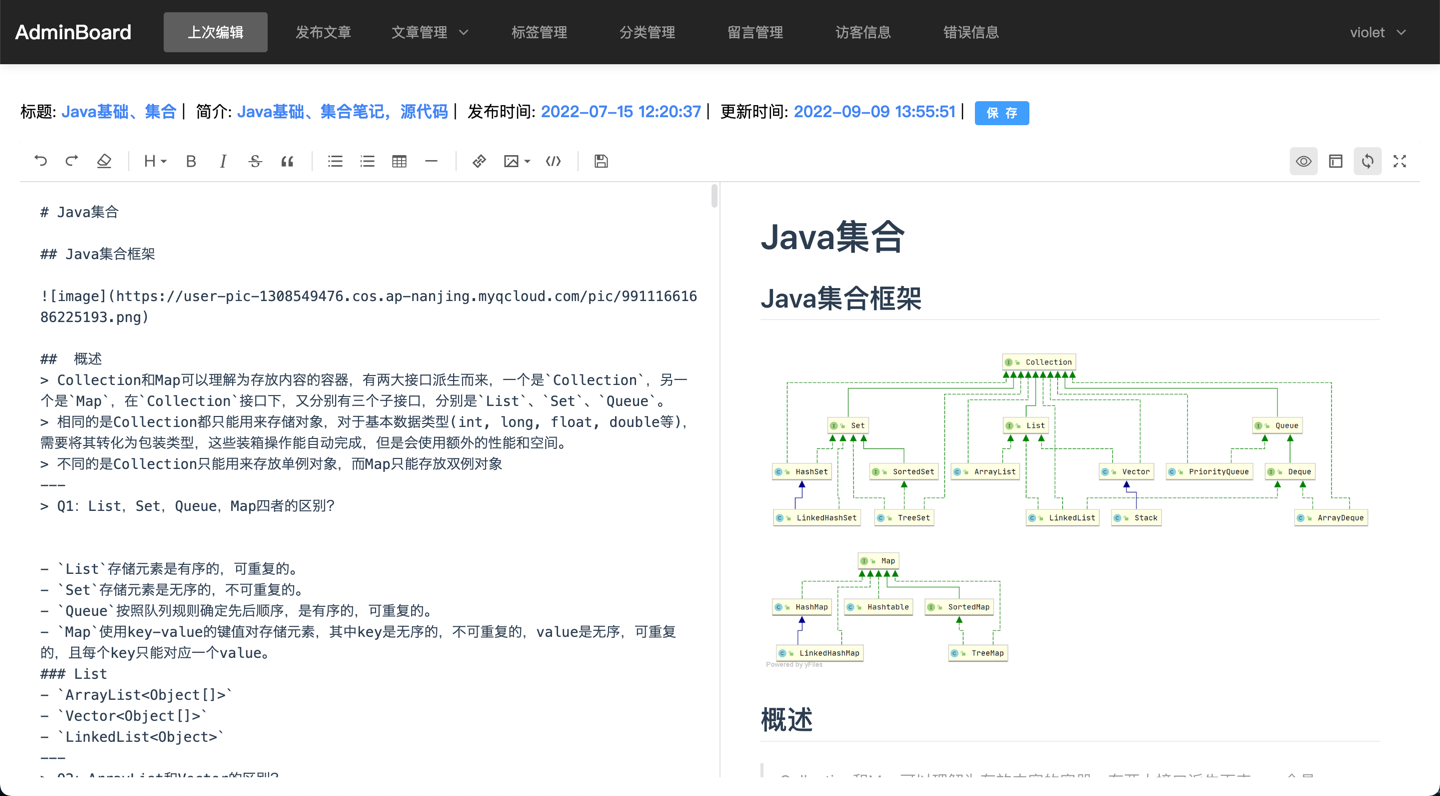 AdminBoard 上次编辑 发布文章 文章管理 标签管理 分类管理 留言管理 访客信息 错误信息 violet
标题: Java基础、集合 | 简介: Java基础、集合笔记，源代码 | 发布时间: 2022-07-15 12:20:37 | 更新时间: 2022-09-09 13:55:51 | 保存
H B I S
# Java集合
## Java集合框架
![image](https://user-pic-1308549476.cos.ap-nanjing.myqcloud.com/pic/991116616
86225193.png)
##  概述
> Collection和Map可以理解为存放内容的容器，有两大接口派生而来，一个是`Collection`，另一
个是`Map`，在`Collection`接口下，又分别有三个子接口，分别是`List`、`Set`、`Queue`。
> 相同的是Collection都只能用来存储对象，对于基本数据类型(int, long, float, double等)，
需要将其转化为包装类型，这些装箱操作能自动完成，但是会使用额外的性能和空间。
> 不同的是Collection只能用来存放单例对象，而Map只能存放双例对象
---
> Q1：List，Set，Queue，Map四者的区别？
- `List`存储元素是有序的，可重复的。
- `Set`存储元素是无序的，不可重复的。
- `Queue`按照队列规则确定先后顺序，是有序的，可重复的。
- `Map`使用key-value的键值对存储元素，其中key是无序的，不可重复的，value是无序，可重复
的，且每个key只能对应一个value。
### List
- `ArrayList<Object[]>`
- `Vector<Object[]>`
- `LinkedList<Object>`
---
> Q2：ArrayList和Vector的区别？
Java集合
Java集合框架
Collection
Set List Queue
HashSet SortedSet ArrayList Vector PriorityQueue Deque
LinkedHashSet TreeSet LinkedList Stack ArrayDeque
Map
HashMap Hashtable SortedMap
LinkedHashMap TreeMap
Powered by yFiles
概述